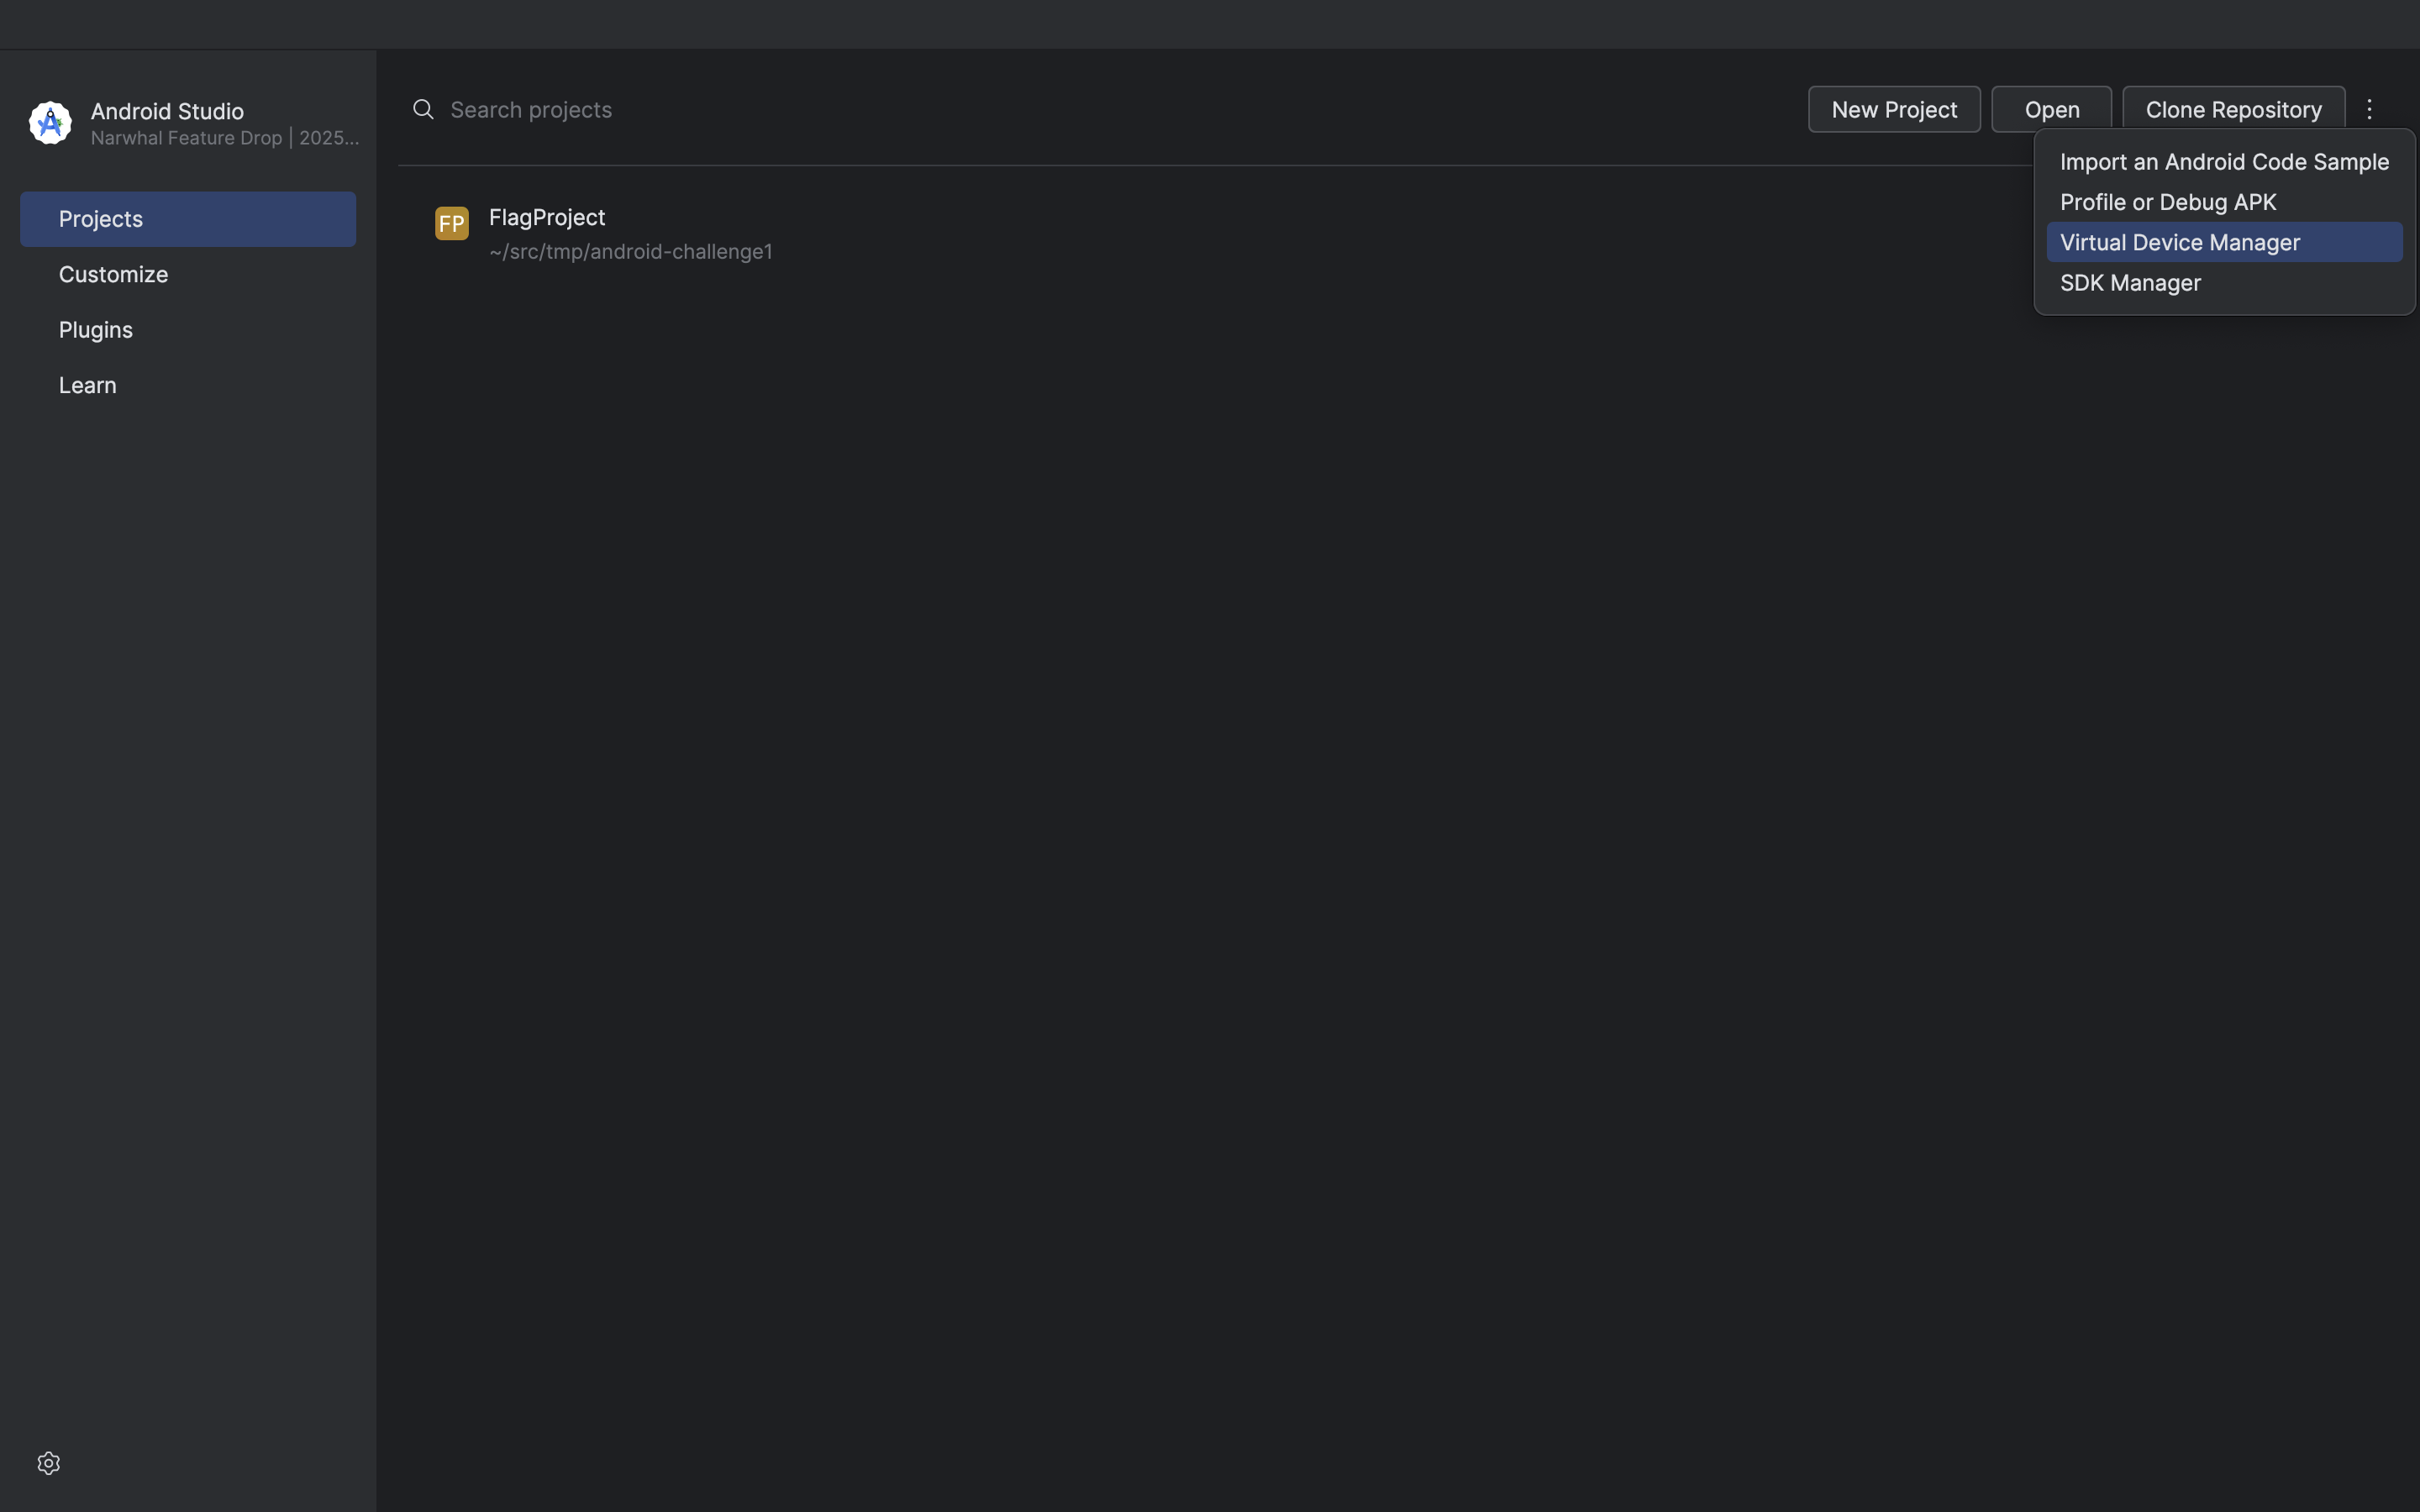 Android Studio
Narwhal Feature Drop | 2025...
Projects
Customize
Plugins
Learn
Search projects
New Project
Open
Clone Repository
Import an Android Code Sample
Profile or Debug APK
Virtual Device Manager
SDK Manager
FP
FlagProject
~/src/tmp/android-challenge1